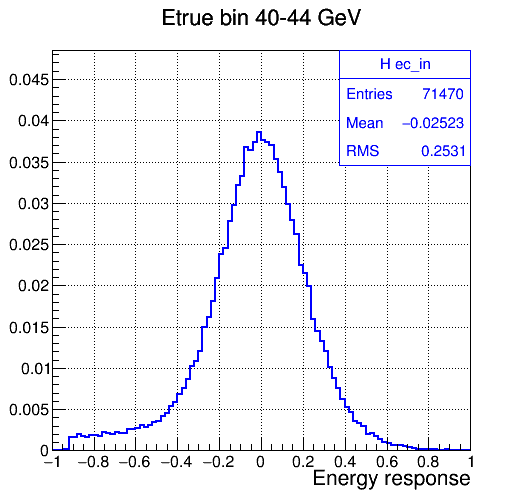 Etrue bin 40-44 GeV
H ec_in
Entries 71470
Mean −0.02523
RMS 0.2531
0.045
0.04
0.035
0.03
0.025
0.02
0.015
0.01
0.005
0
−1 −0.8 −0.6 −0.4 −0.2 0 0.2 0.4 0.6 0.8 1
Energy response